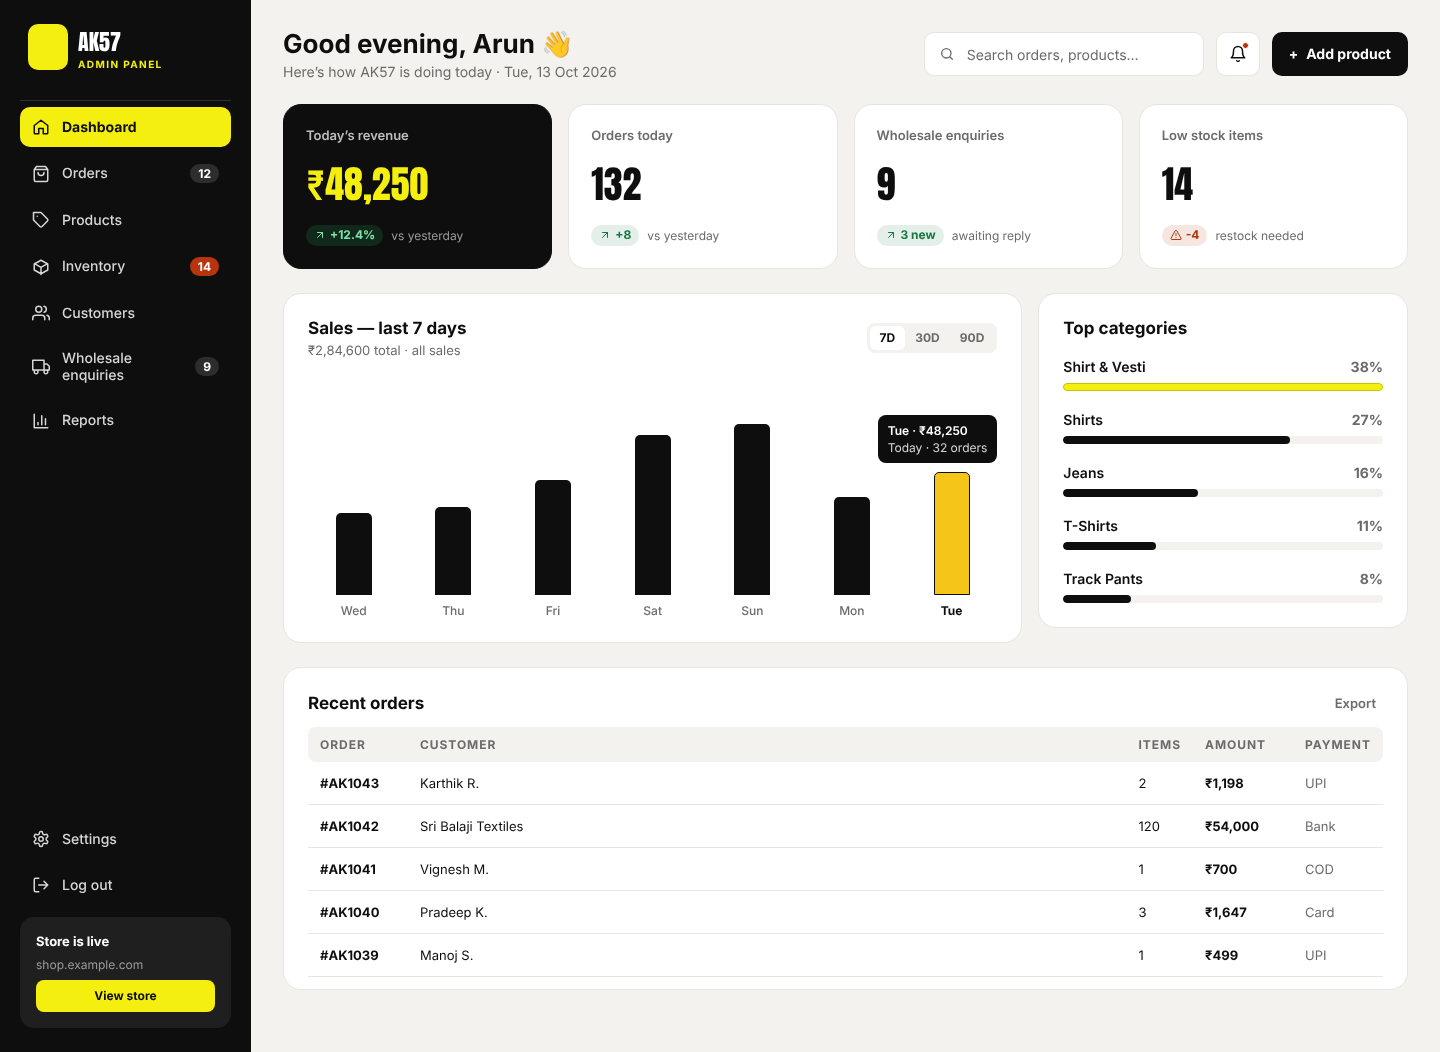 AK57
ADMIN PANEL
Dashboard
Orders 12
Products
Inventory 14
Customers
Wholesale
enquiries 9
Reports
Settings
Log out
Store is live
shop.example.com
View store
Good evening, Arun 👋
Here's how AK57 is doing today · Tue, 13 Oct 2026
Search orders, products...
+ Add product
Today's revenue
₹48,250
+12.4% vs yesterday
Orders today
132
+8 vs yesterday
Wholesale enquiries
9
3 new awaiting reply
Low stock items
14
-4 restock needed
Sales — last 7 days
₹2,84,600 total · all sales
7D 30D 90D
Tue · ₹48,250
Today · 32 orders
Wed Thu Fri Sat Sun Mon Tue
Top categories
Shirt & Vesti 38%
Shirts 27%
Jeans 16%
T-Shirts 11%
Track Pants 8%
Recent orders
Export
ORDER CUSTOMER ITEMS AMOUNT PAYMENT
#AK1043 Karthik R. 2 ₹1,198 UPI
#AK1042 Sri Balaji Textiles 120 ₹54,000 Bank
#AK1041 Vignesh M. 1 ₹700 COD
#AK1040 Pradeep K. 3 ₹1,647 Card
#AK1039 Manoj S. 1 ₹499 UPI